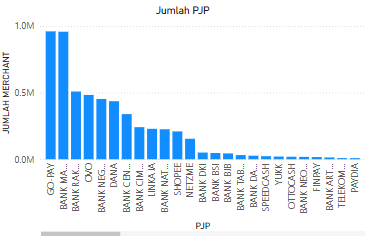 Jumlah PJP
JUMLAH MERCHANT
1.0M
0.5M
0.0M
GO-PAY
BANK MA...
BANK RAK...
OVO
BANK NEG...
DANA
BANK CEN...
BANK CIM...
LINKAJA
BANK NAT...
SHOPEE
NETZME
BANK DKI
BANK BSI
BANK BJB
BANK TAB...
BANK DA...
SPEEDCASH
YUKK
OTTOCASH
BANK NEO...
FINPAY
BANK ART...
TELEKOM...
PAYDIA
PJP